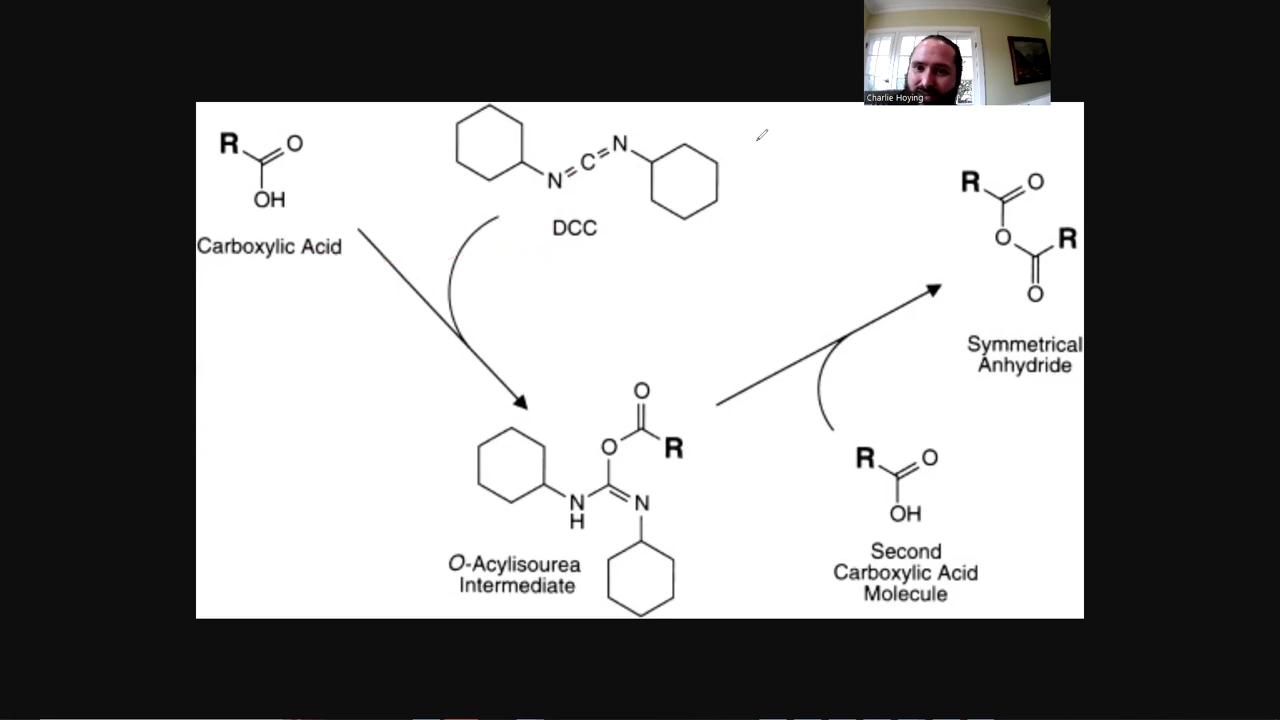 Charlie Hoying
R
O
OH
Carboxylic Acid
N
C
N
DCC
R
O
O
R
O
Symmetrical
Anhydride
O
O
R
N
H
N
O-Acylisourea
Intermediate
R
O
OH
Second
Carboxylic Acid
Molecule